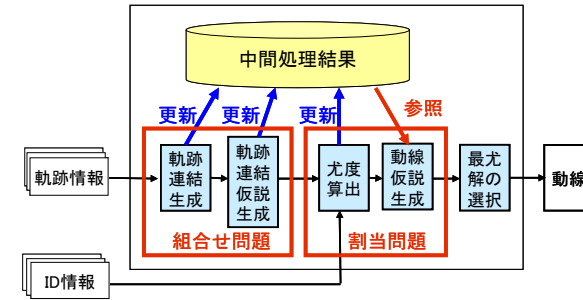 中間処理結果
更新
更新
更新
参照
軌跡情報
軌跡
連結
生成
軌跡
連結
仮説
生成
尤度
算出
動線
仮説
生成
最尤
解の
選択
動線
組合せ問題
割当問題
ID情報